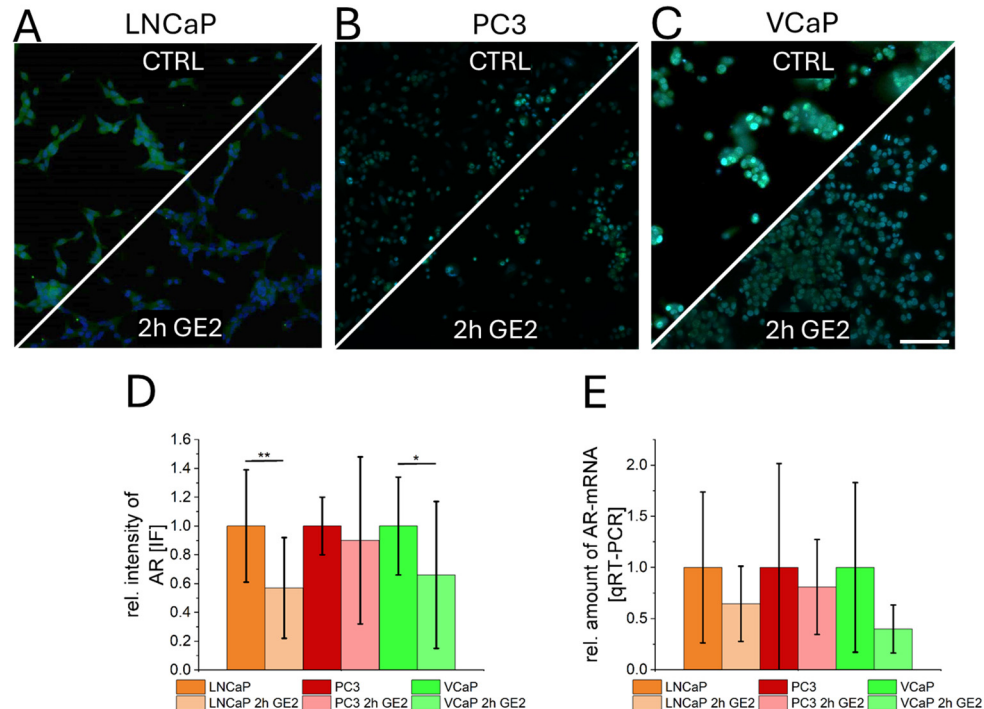 A LNCaP
CTRL
2h GE2
B PC3
CTRL
2h GE2
C VCaP
CTRL
2h GE2
D
rel. intensity of
AR [IF]
1.6
1.4
1.2
1.0
0.8
0.6
0.4
0.2
0.0
**
*
LNCaP PC3 VCaP
LNCaP 2h GE2 PC3 2h GE2 VCaP 2h GE2
E
rel. amount of AR-mRNA
[qRT-PCR]
2.0
1.5
1.0
0.5
0.0
LNCaP PC3 VCaP
LNCaP 2h GE2 PC3 2h GE2 VCaP 2h GE2